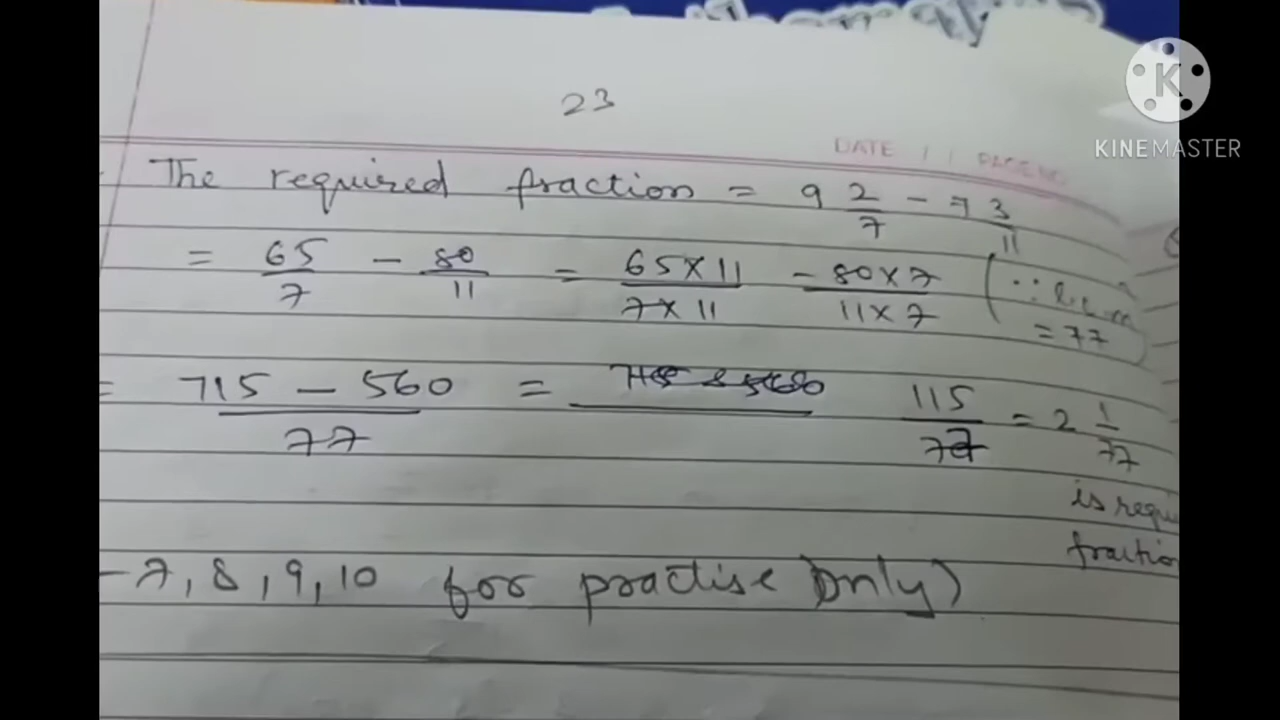 23
DATE
KINEMASTER
The required fraction = 9 2/7 - 7 3/11
= 65/7 - 80/11 = 65×11/7×11 - 80×7/11×7 (∵ L.C.M
= 77)
= 715 - 560/77 = 115/77 = 2 1/77
is requi
fractio
-7, 8, 9, 10 for practise only)